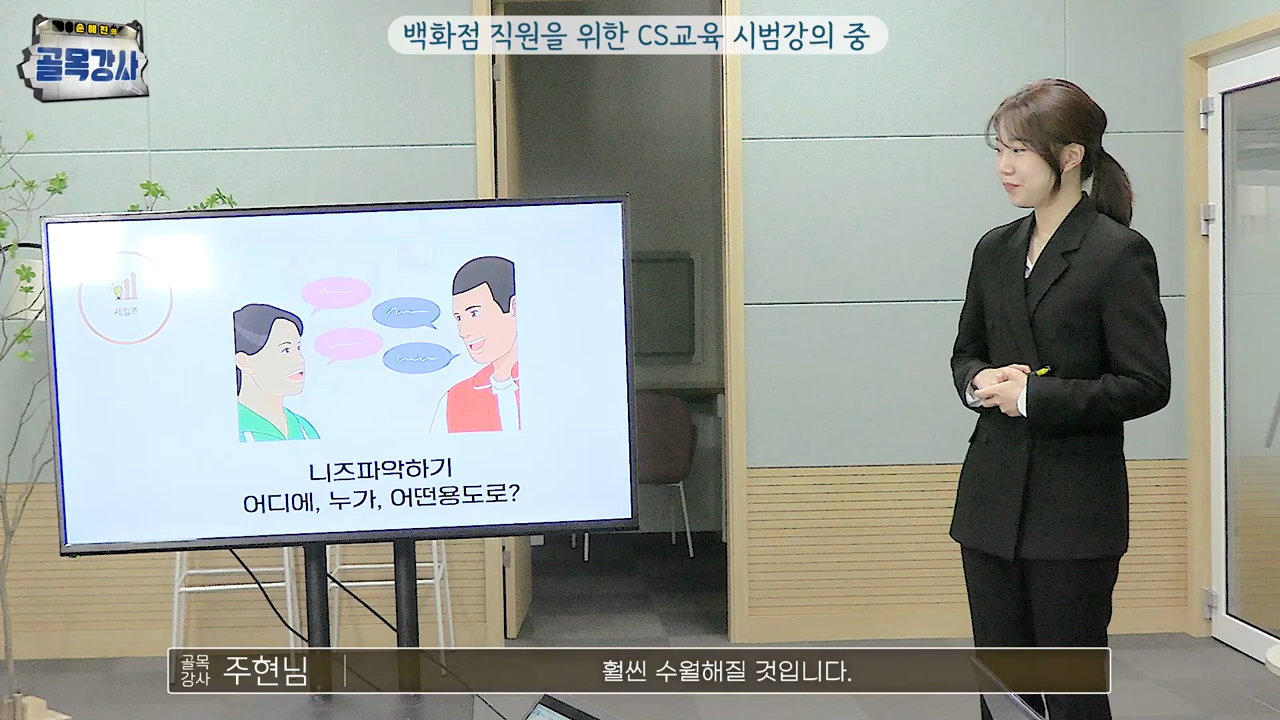 손혜진의
골목강사
백화점 직원을 위한 CS교육 시범강의 중
세일즈
니즈파악하기
어디에, 누가, 어떤용도로?
골목
강사
주현님
훨씬 수월해질 것입니다.